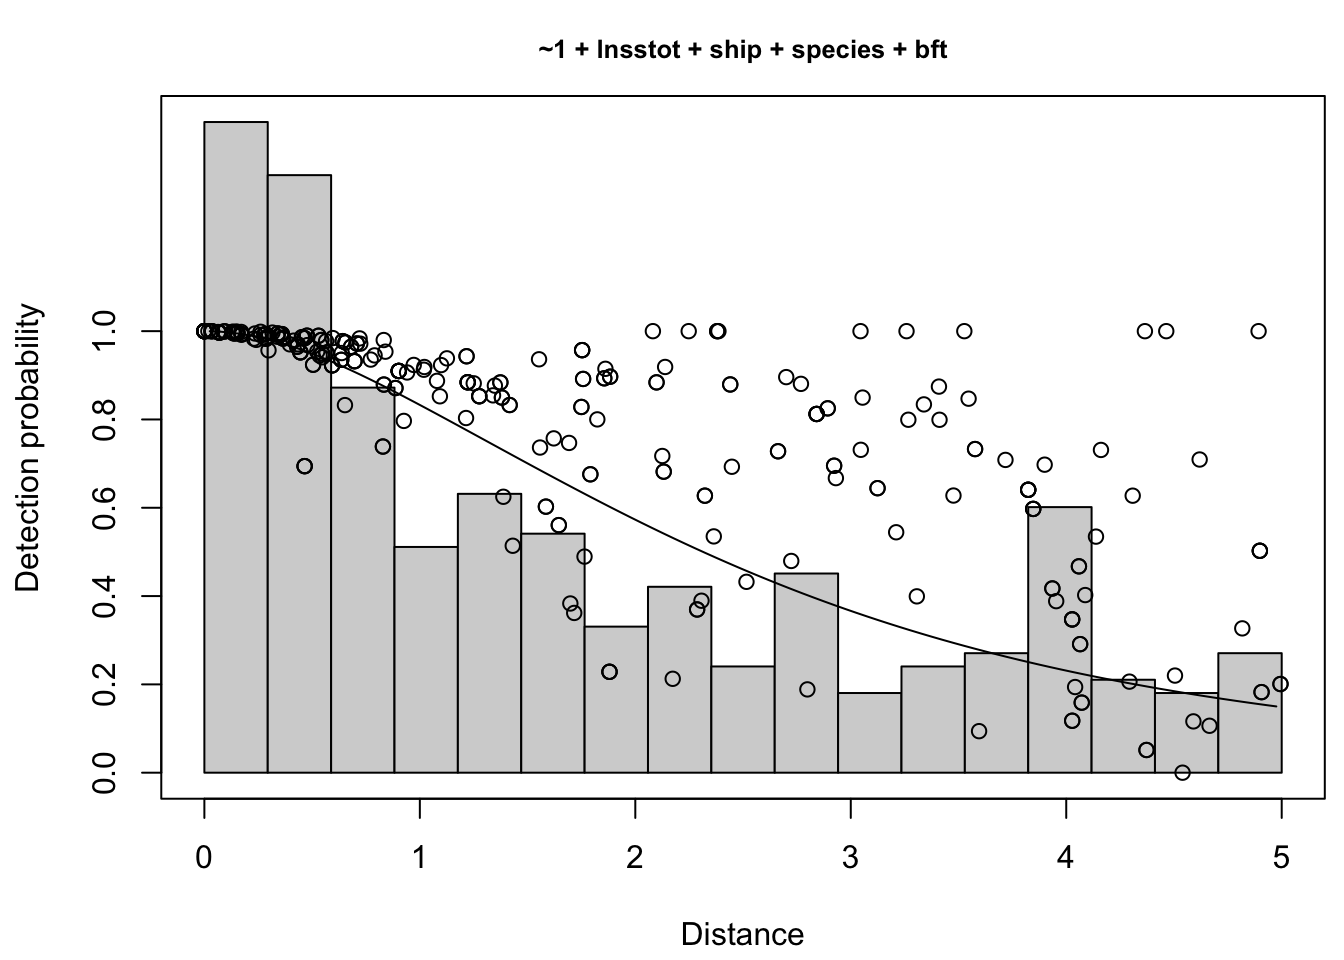 ~1 + lnsstot + ship + species + bft
Detection probability
1.0
0.8
0.6
0.4
0.2
0.0
0 1 2 3 4 5
Distance